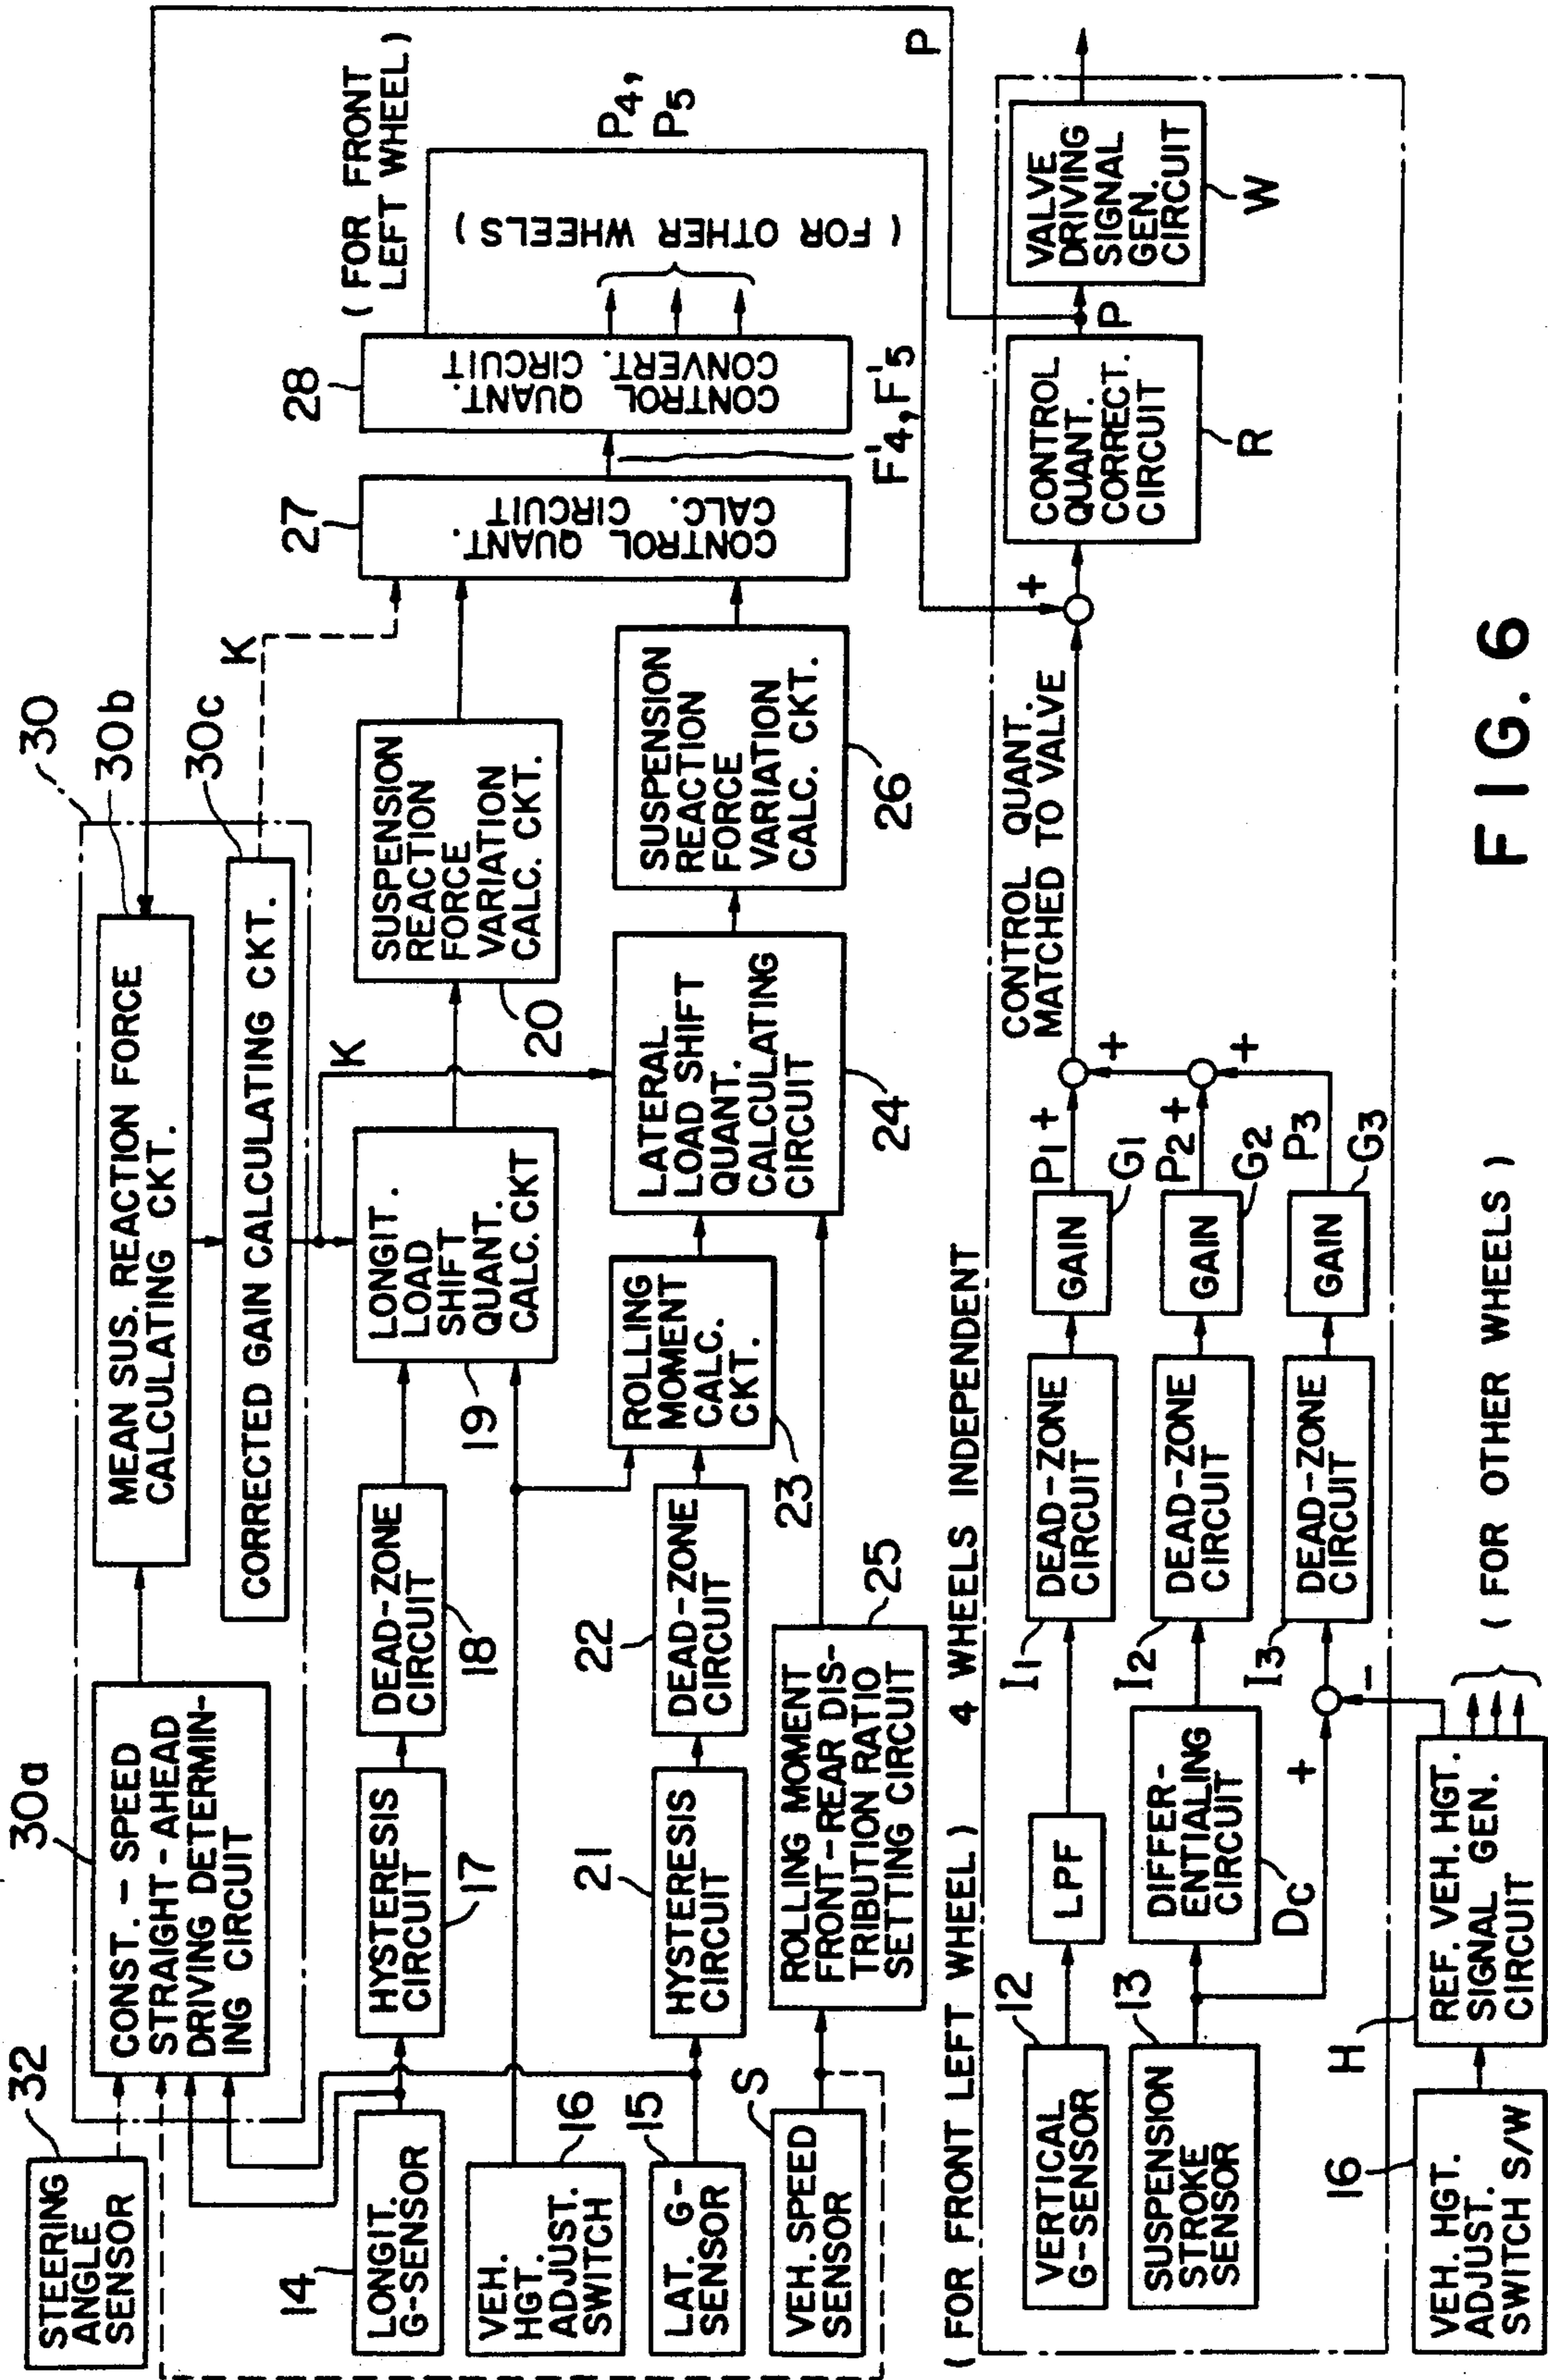 32
STEERING
ANGLE
SENSOR
30a
CONST. - SPEED
STRAIGHT - AHEAD
DRIVING DETERMIN-
ING CIRCUIT
30
30b
MEAN SUS. REACTION FORCE
CALCULATING CKT.
30c
CORRECTED GAIN CALCULATING CKT.
K
K
14
LONGIT.
G-SENSOR
HYSTERESIS
CIRCUIT
17
DEAD-ZONE
CIRCUIT
18
LONGIT.
LOAD
SHIFT
QUANT.
CALC. CKT
19
SUSPENSION
REACTION
FORCE
VARIATION
CALC. CKT.
20
27
CONTROL QUANT.
CALC. CIRCUIT
28
CONTROL QUANT.
CONVERT. CIRCUIT
F'4, F'5
( FOR FRONT
LEFT WHEEL )
( FOR OTHER WHEELS )
P4,
P5
P
VEH.
HGT.
ADJUST.
SWITCH
16
LAT. G-
SENSOR
15
HYSTERESIS
CIRCUIT
21
DEAD-ZONE
CIRCUIT
22
ROLLING
MOMENT
CALC.
CKT.
23
LATERAL
LOAD SHIFT
QUANT.
CALCULATING
CIRCUIT
24
SUSPENSION
REACTION
FORCE
VARIATION
CALC. CKT.
26
VEH. SPEED
SENSOR
S
ROLLING MOMENT
FRONT-REAR DIS-
TRIBUTION RATIO
SETTING CIRCUIT
25
( FOR FRONT LEFT WHEEL ) 4 WHEELS INDEPENDENT
VERTICAL
G-SENSOR
12
LPF
I1
DEAD-ZONE
CIRCUIT
GAIN
G1
P1 +
+
CONTROL QUANT.
MATCHED TO VALVE
+
CONTROL
QUANT.
CORRECT.
CIRCUIT
R
P
VALVE
DRIVING
SIGNAL
GEN.
CIRCUIT
W
SUSPENSION
STROKE
SENSOR
13
DIFFER-
ENTIALING
CIRCUIT
DC
I2
DEAD-ZONE
CIRCUIT
GAIN
G2
P2 +
+
+
-
I3
DEAD-ZONE
CIRCUIT
GAIN
G3
P3
VEH. HGT.
ADJUST.
SWITCH S/W
16
REF. VEH. HGT.
SIGNAL GEN.
CIRCUIT
H
( FOR OTHER WHEELS )
FIG. 6